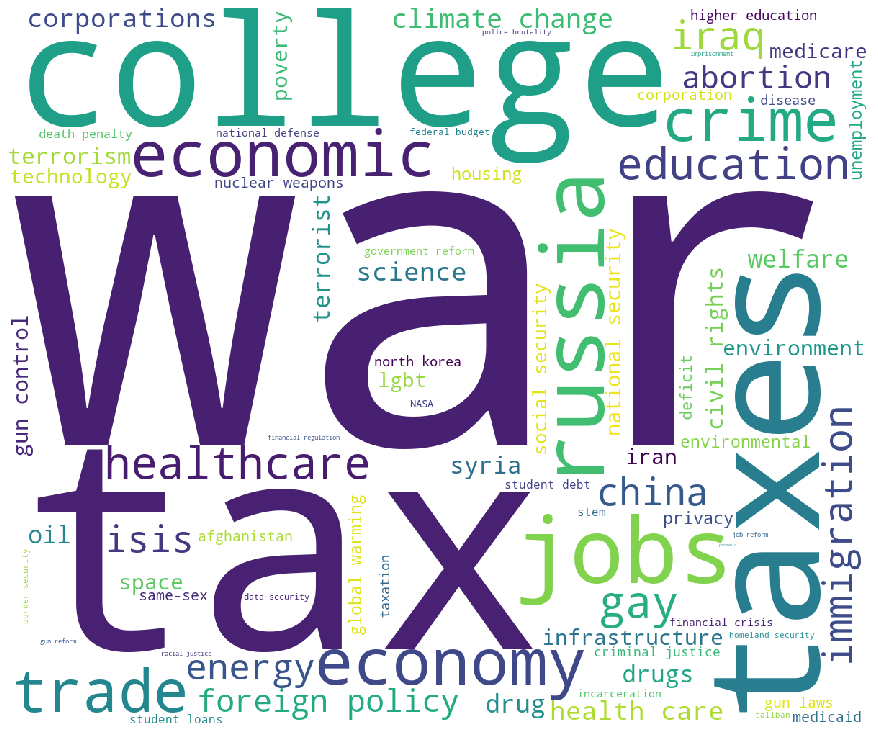 corporations
college
poverty
climate change
police brutality
higher education
iraq
imprisonment
medicare
abortion
corporation
disease
crime
unemployment
death penalty
national defense
federal budget
terrorism
economic
technology
nuclear weapons
housing
education
war
terrorist
government reform
science
russia
social security
national security
welfare
civil rights
environment
taxes
gun control
north korea
lgbt
NASA
deficit
financial regulation
environmental
healthcare
syria
iran
student debt
china
immigration
tax
stem
privacy
jobs
job reform
oil
isis
afghanistan
global warming
border security
space
same-sex
data security
taxation
gay
financial crisis
infrastructure
homeland security
gun reform
racial justice
criminal justice
energy
economy
trade
foreign policy
drug
drugs
incarceration
health care
gun laws
student loans
taliban
medicaid